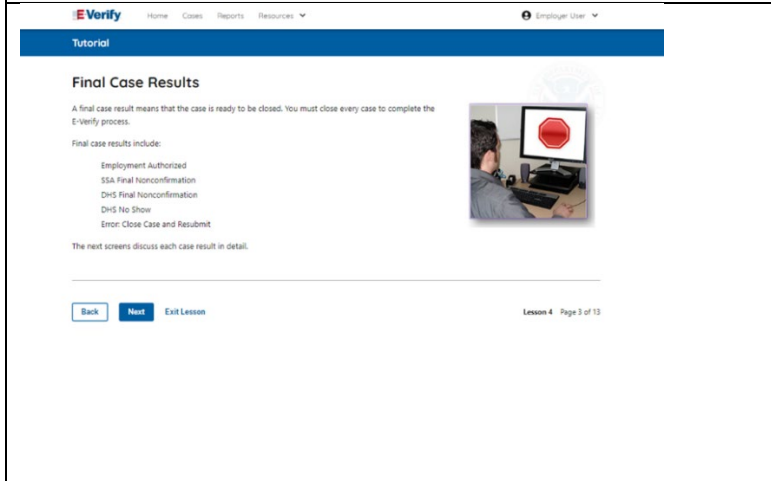 E-Verify Home Cases Reports Resources Employer User
Tutorial
Final Case Results
A final case result means that the case is ready to be closed. You must close every case to complete the
E-Verify process.
Final case results include:
Employment Authorized
SSA Final Nonconfirmation
DHS Final Nonconfirmation
DHS No Show
Error: Close Case and Resubmit
The next screens discuss each case result in detail.
Back Next Exit Lesson Lesson 4 Page 3 of 13